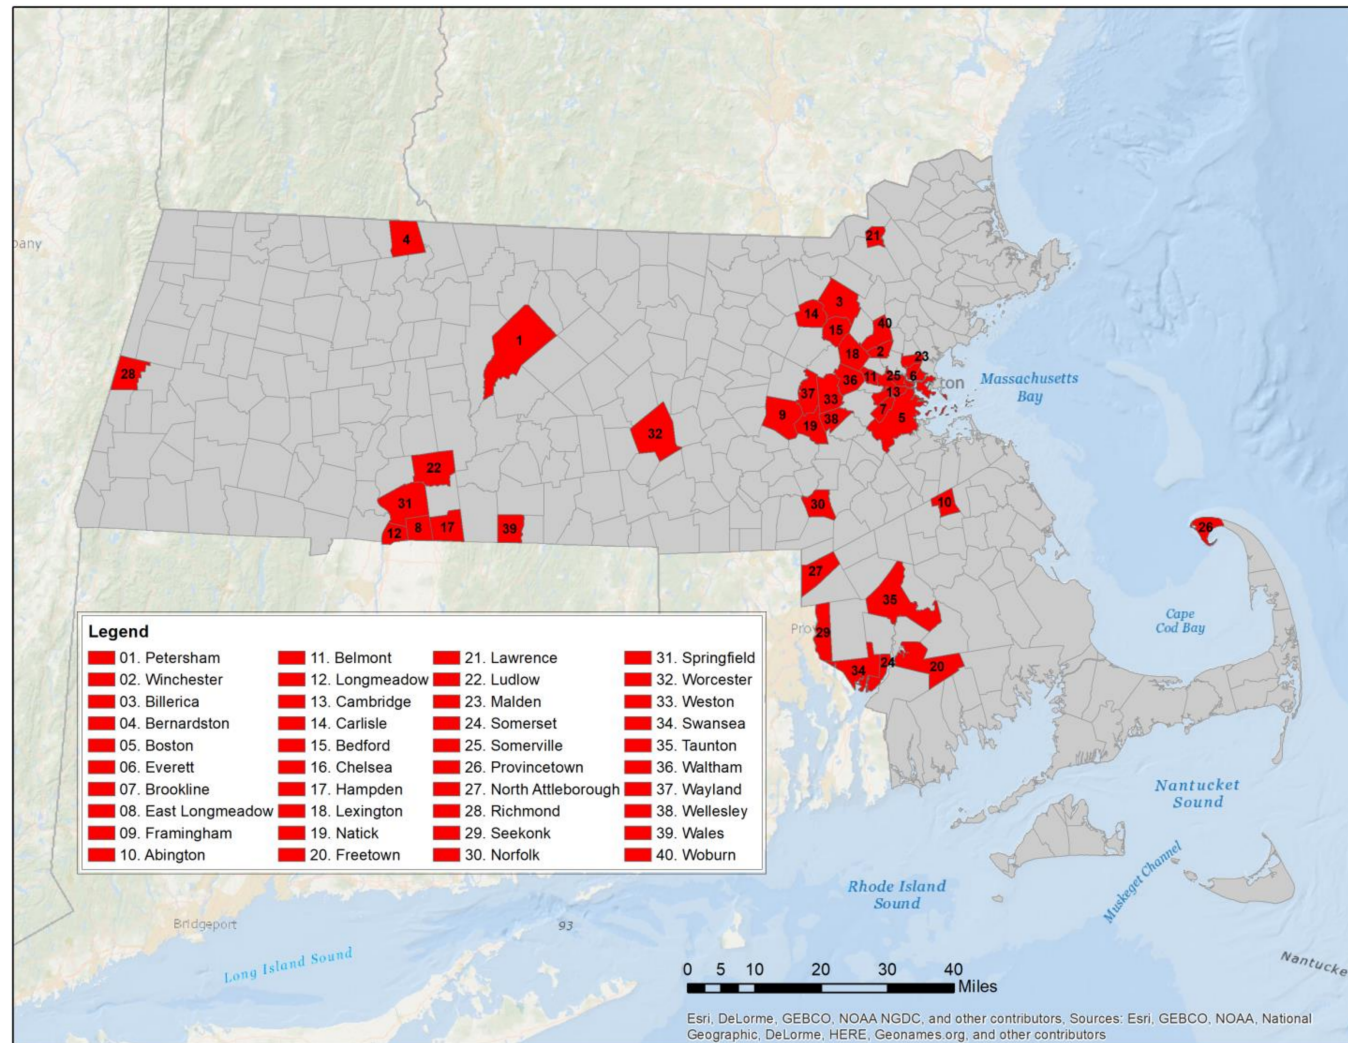 pany
4
21
3
14
40
15
1
18
2
23
28
36
11
25
6
ton
13
Massachusetts
Bay
37
33
7
9
38
5
19
32
22
30
10
31
12
8
17
39
26
27
35
Cape
Cod Bay
Prov
29
24
20
34
Legend
01. Petersham
02. Winchester
03. Billerica
04. Bernardston
05. Boston
06. Everett
07. Brookline
08. East Longmeadow
09. Framingham
10. Abington
11. Belmont
12. Longmeadow
13. Cambridge
14. Carlisle
15. Bedford
16. Chelsea
17. Hampden
18. Lexington
19. Natick
20. Freetown
21. Lawrence
22. Ludlow
23. Malden
24. Somerset
25. Somerville
26. Provincetown
27. North Attleborough
28. Richmond
29. Seekonk
30. Norfolk
31. Springfield
32. Worcester
33. Weston
34. Swansea
35. Taunton
36. Waltham
37. Wayland
38. Wellesley
39. Wales
40. Woburn
Nantucket
Sound
Muskeget Channel
Rhode Island
Sound
Bridgeport
93
Long Island Sound
Nantucke
0 5 10 20 30 40
Miles
Esri, DeLorme, GEBCO, NOAA NGDC, and other contributors, Sources: Esri, GEBCO, NOAA, National
Geographic, DeLorme, HERE, Geonames.org, and other contributors